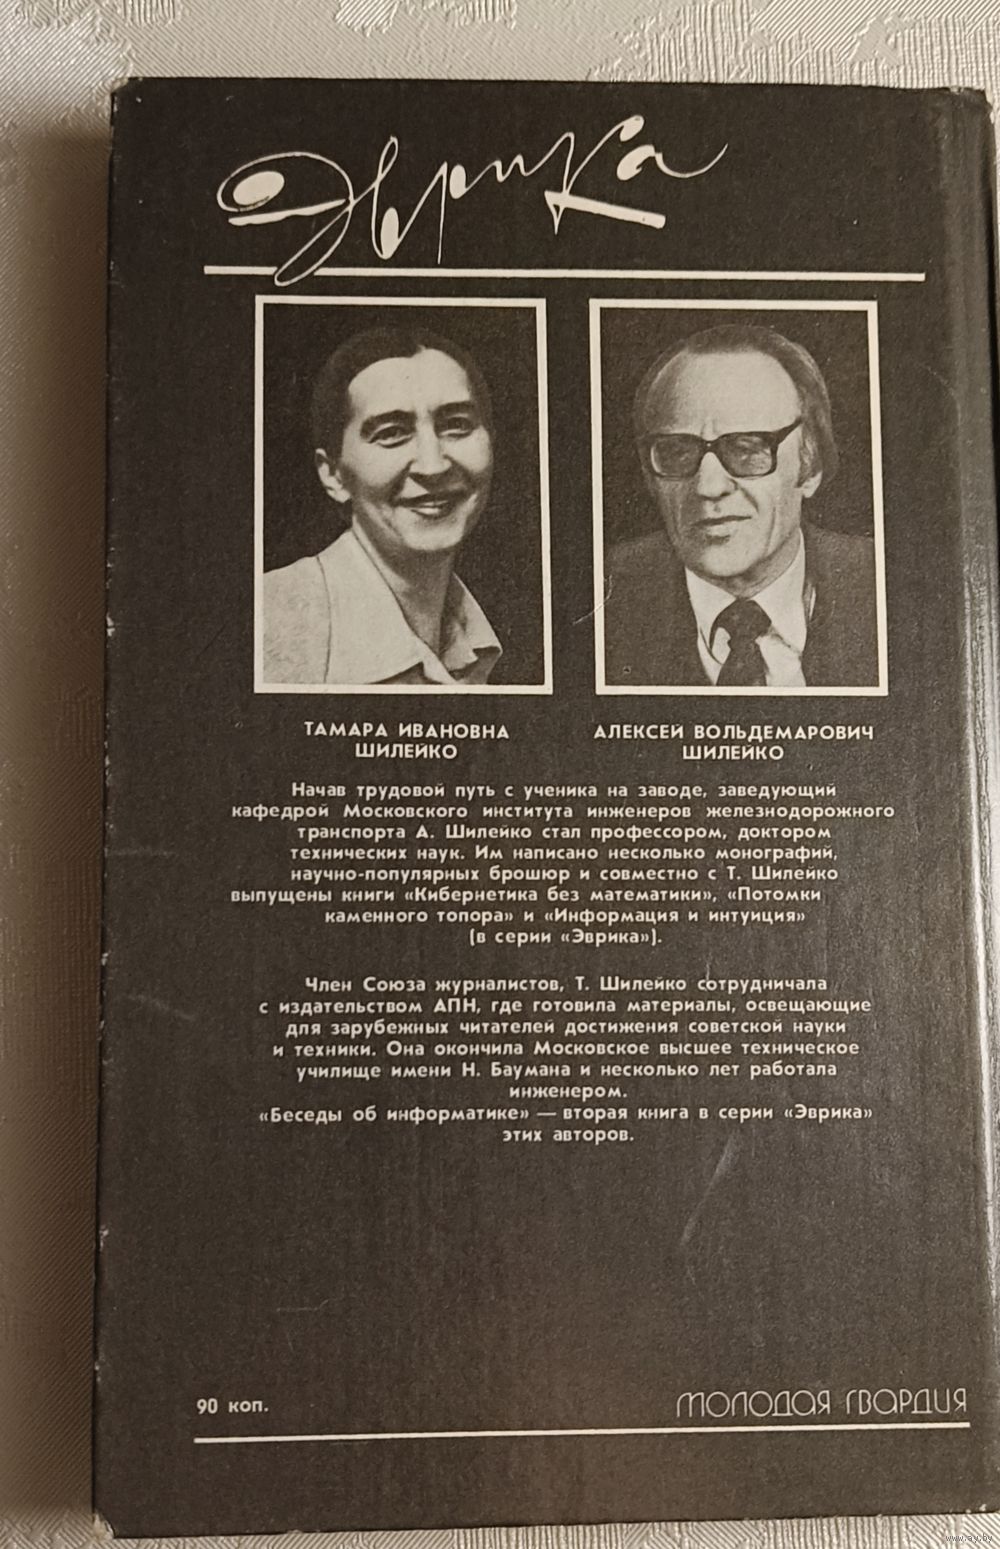 Эврика
ТАМАРА ИВАНОВНА
ШИЛЕЙКО
АЛЕКСЕЙ ВОЛЬДЕМАРОВИЧ
ШИЛЕЙКО
Начав трудовой путь с ученика на заводе, заведующий
кафедрой Московского института инженеров железнодорожного
транспорта А. Шилейко стал профессором, доктором
технических наук. Им написано несколько монографий,
научно-популярных брошюр и совместно с Т. Шилейко
выпущены книги «Кибернетика без математики», «Потомки
каменного топора» и «Информация и интуиция»
(в серии «Эврика»).
Член Союза журналистов, Т. Шилейко сотрудничала
с издательством АПН, где готовила материалы, освещающие
для зарубежных читателей достижения советской науки
и техники. Она окончила Московское высшее техническое
училище имени Н. Баумана и несколько лет работала
инженером.
«Беседы об информатике» — вторая книга в серии «Эврика»
этих авторов.
90 коп.
МОЛОДАЯ ГВАРДИЯ
www.ay.by